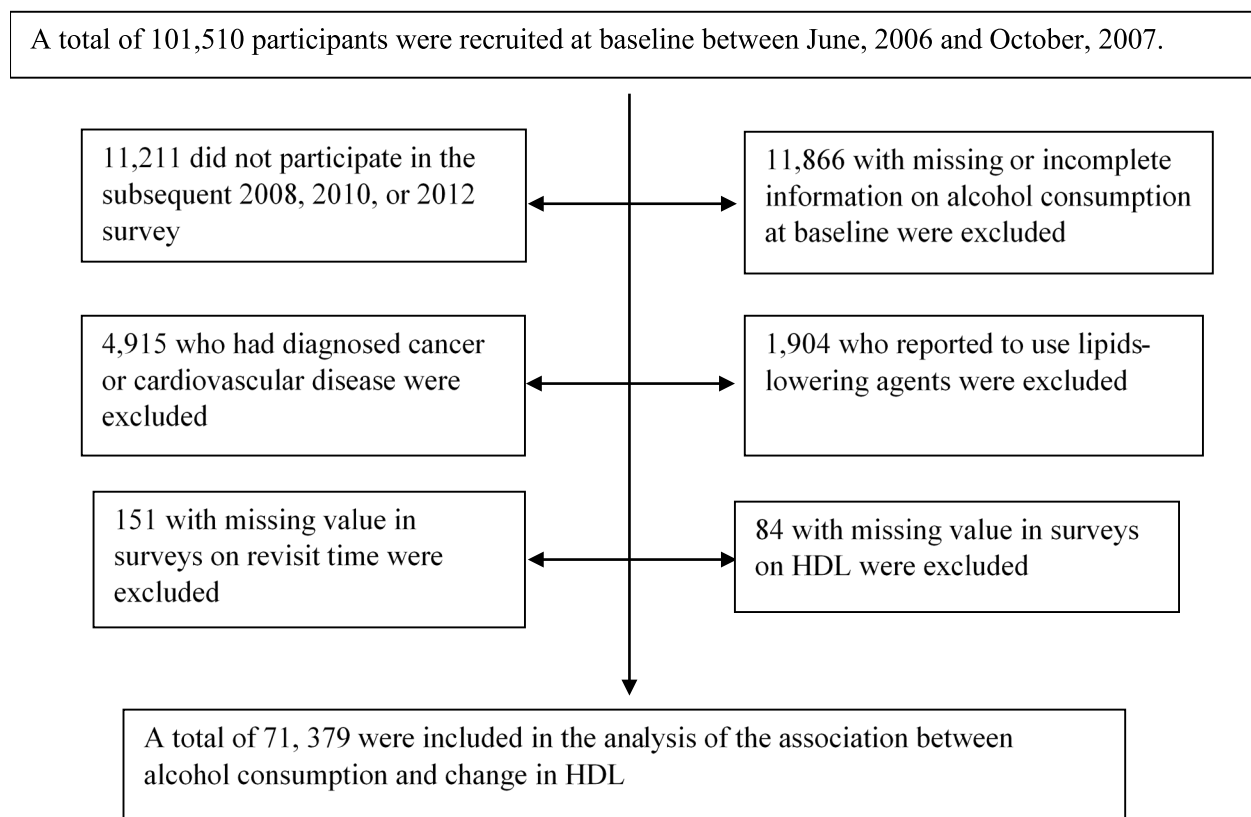 A total of 101,510 participants were recruited at baseline between June, 2006 and October, 2007.
11,211 did not participate in the
subsequent 2008, 2010, or 2012
survey
11,866 with missing or incomplete
information on alcohol consumption
at baseline were excluded
4,915 who had diagnosed cancer
or cardiovascular disease were
excluded
1,904 who reported to use lipids-
lowering agents were excluded
151 with missing value in
surveys on revisit time were
excluded
84 with missing value in surveys
on HDL were excluded
A total of 71, 379 were included in the analysis of the association between
alcohol consumption and change in HDL